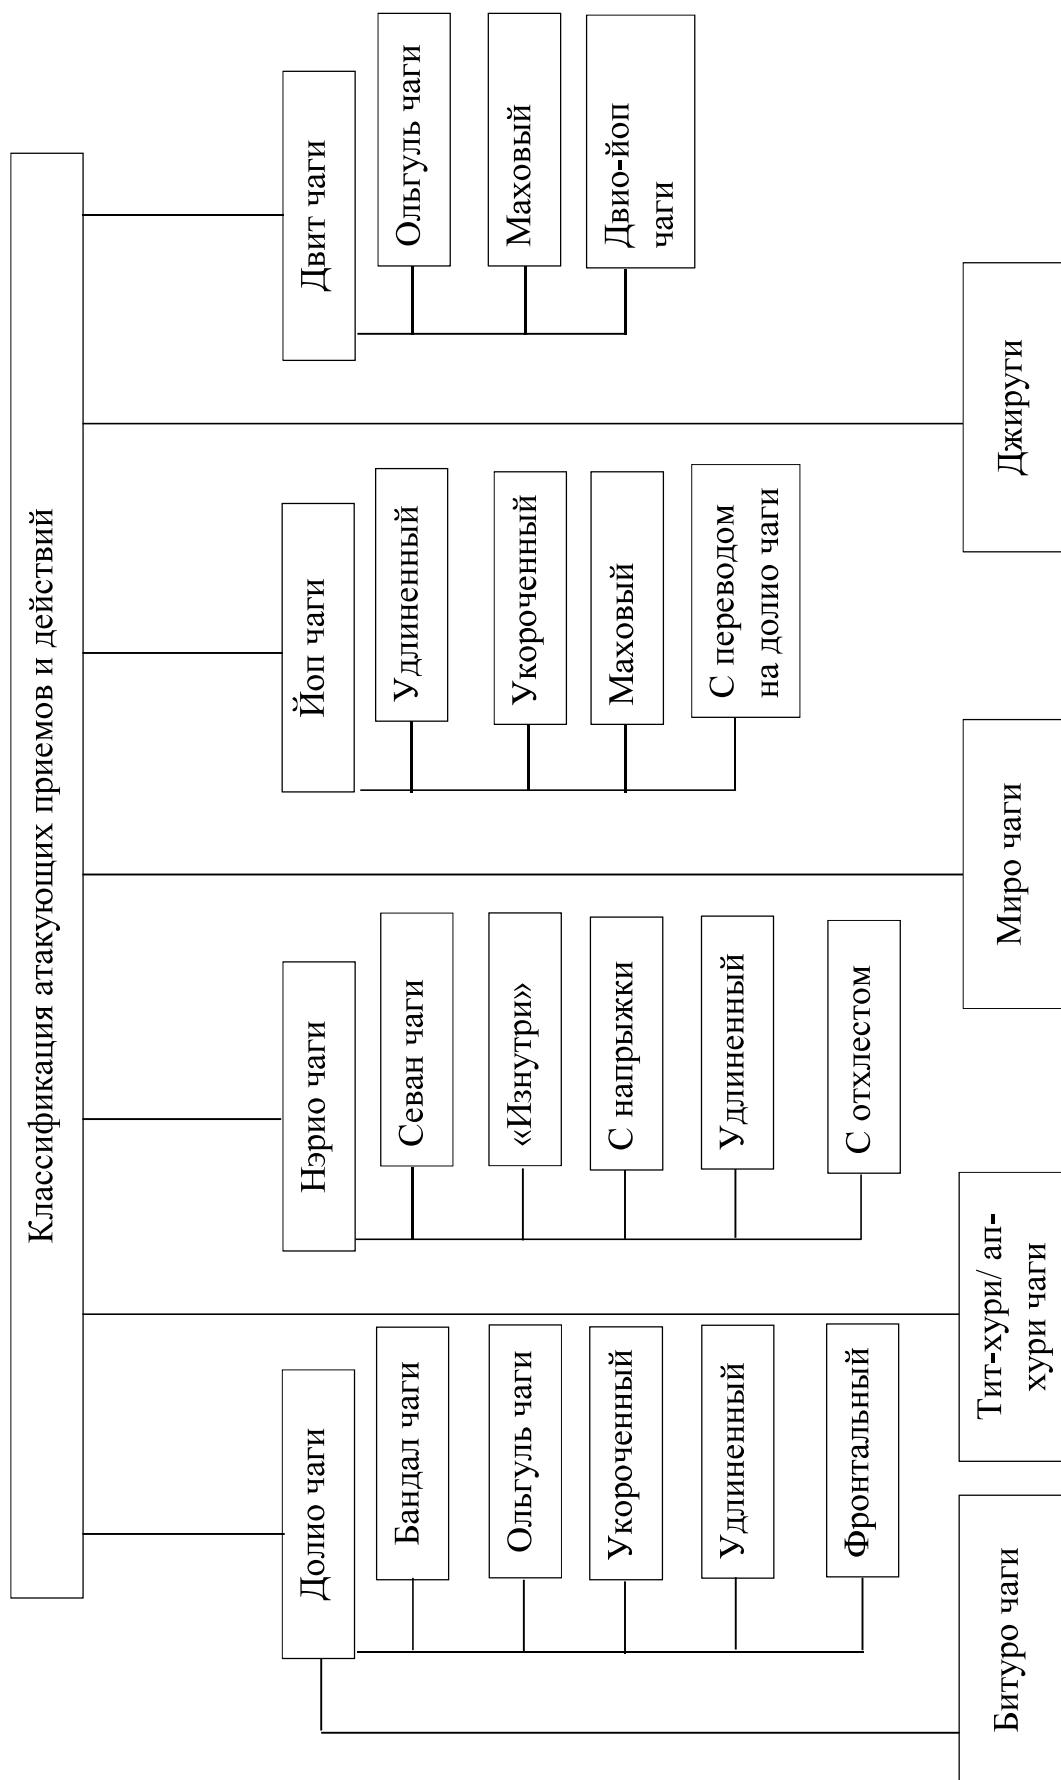 Классификация атакующих приемов и действий
Долио чаги
Бандал чаги
Ольгуль чаги
Укороченный
Удлиненный
Фронтальный
Нэрио чаги
Севан чаги
«Изнутри»
С напрыжки
Удлиненный
С отхлестом
Йоп чаги
Удлиненный
Укороченный
Маховый
С переводом
на долио чаги
Двит чаги
Ольгуль чаги
Маховый
Двио-йоп
чаги
Битуро чаги
Тит-хури/ ап-
хури чаги
Миро чаги
Джируги